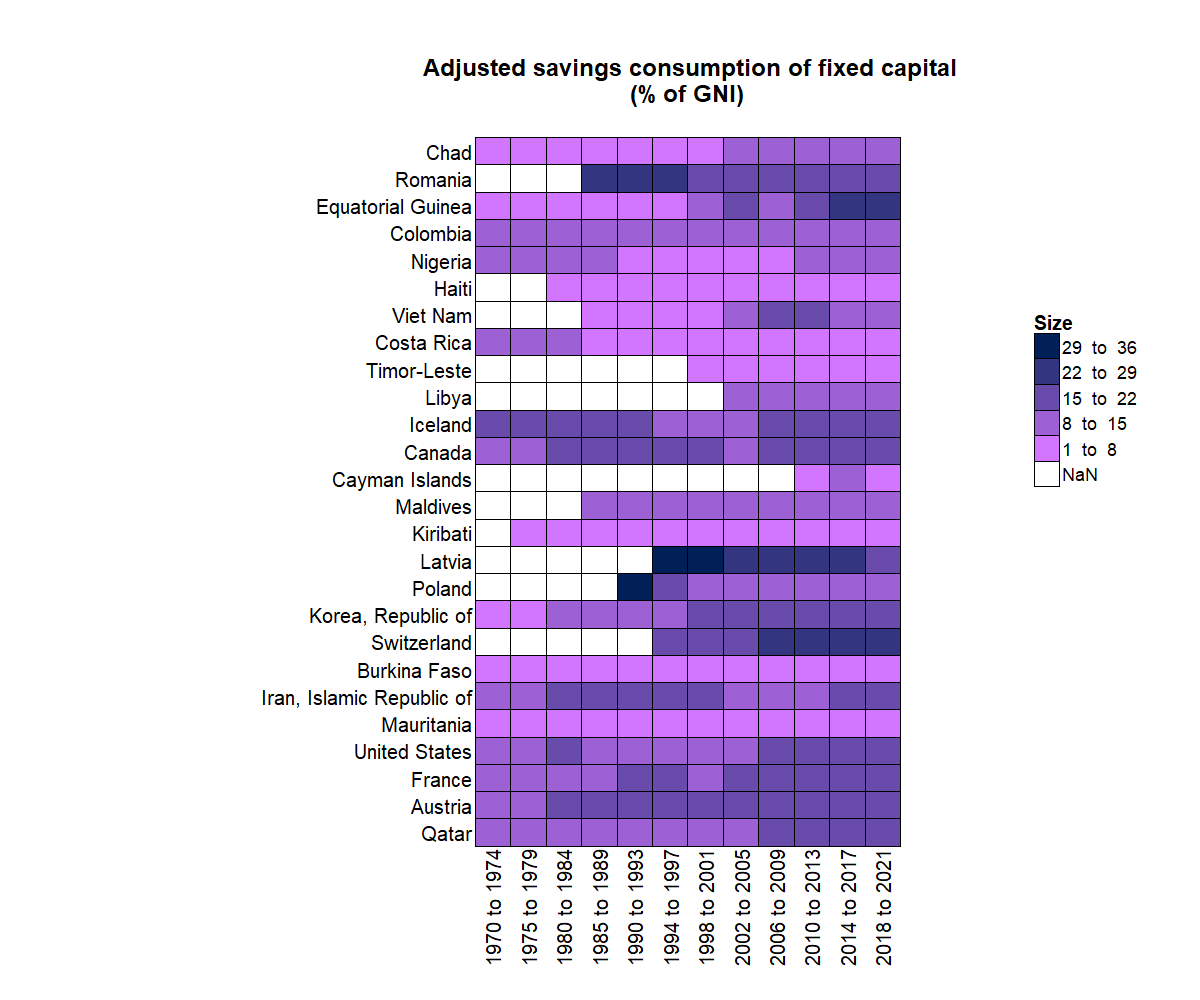 Adjusted savings consumption of fixed capital
(% of GNI)
Chad
Romania
Equatorial Guinea
Colombia
Nigeria
Haiti
Viet Nam
Costa Rica
Timor-Leste
Libya
Iceland
Canada
Cayman Islands
Maldives
Kiribati
Latvia
Poland
Korea, Republic of
Switzerland
Burkina Faso
Iran, Islamic Republic of
Mauritania
United States
France
Austria
Qatar
1970 to 1974
1975 to 1979
1980 to 1984
1985 to 1989
1990 to 1993
1994 to 1997
1998 to 2001
2002 to 2005
2006 to 2009
2010 to 2013
2014 to 2017
2018 to 2021
Size
29 to 36
22 to 29
15 to 22
8 to 15
1 to 8
NaN